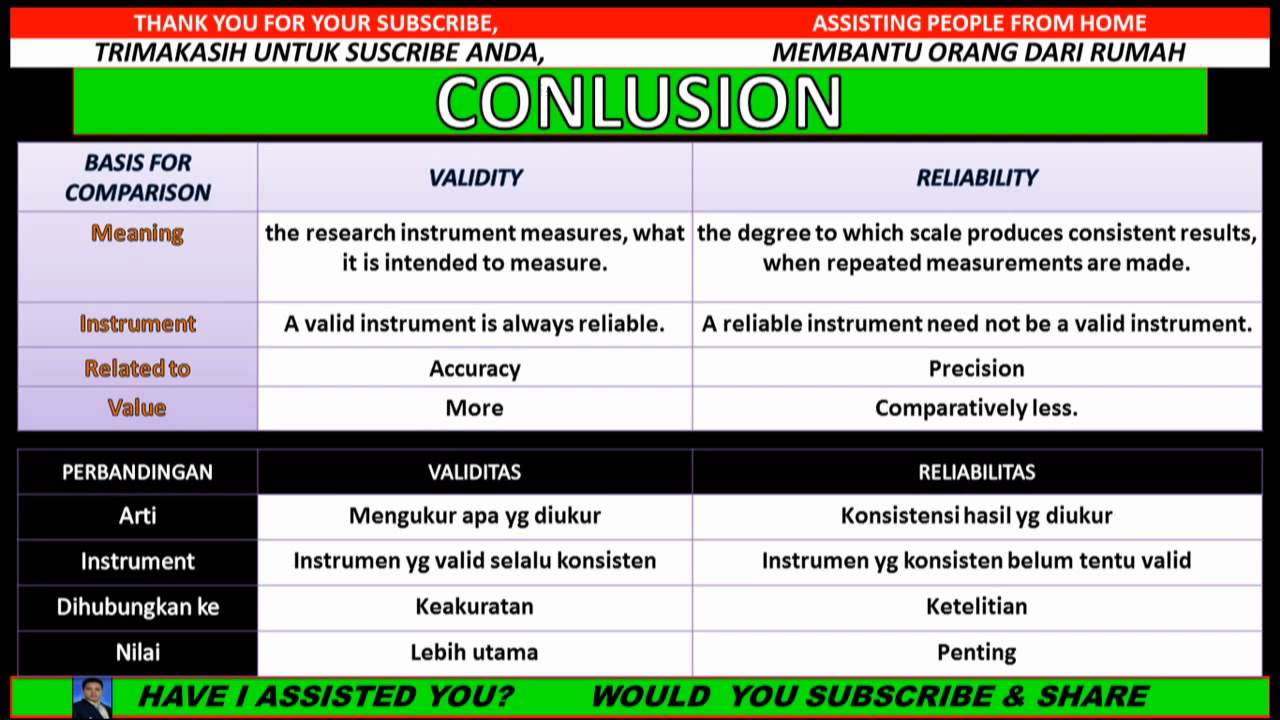 THANK YOU FOR YOUR SUBSCRIBE, ASSISTING PEOPLE FROM HOME
TRIMAKASIH UNTUK SUSCRIBE ANDA, MEMBANTU ORANG DARI RUMAH
CONLUSION
BASIS FOR
COMPARISON
VALIDITY
RELIABILITY
Meaning
the research instrument measures, what
it is intended to measure.
the degree to which scale produces consistent results,
when repeated measurements are made.
Instrument
A valid instrument is always reliable.
A reliable instrument need not be a valid instrument.
Related to
Accuracy
Precision
Value
More
Comparatively less.
PERBANDINGAN
VALIDITAS
RELIABILITAS
Arti
Mengukur apa yg diukur
Konsistensi hasil yg diukur
Instrument
Instrumen yg valid selalu konsisten
Instrumen yg konsisten belum tentu valid
Dihubungkan ke
Keakuratan
Ketelitian
Nilai
Lebih utama
Penting
HAVE I ASSISTED YOU? WOULD YOU SUBSCRIBE & SHARE